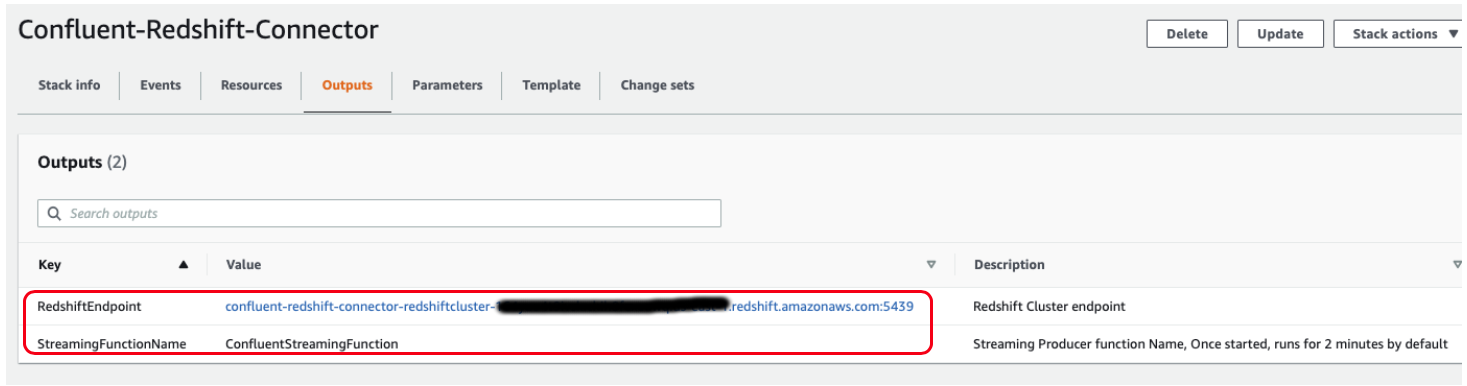 Confluent-Redshift-Connector
Delete Update Stack actions
Stack info Events Resources Outputs Parameters Template Change sets
Outputs (2)
Search outputs
Key Value Description
RedshiftEndpoint confluent-redshift-connector-redshiftcluster- .redshift.amazonaws.com:5439 Redshift Cluster endpoint
StreamingFunctionName ConfluentStreamingFunction Streaming Producer function Name, Once started, runs for 2 minutes by default